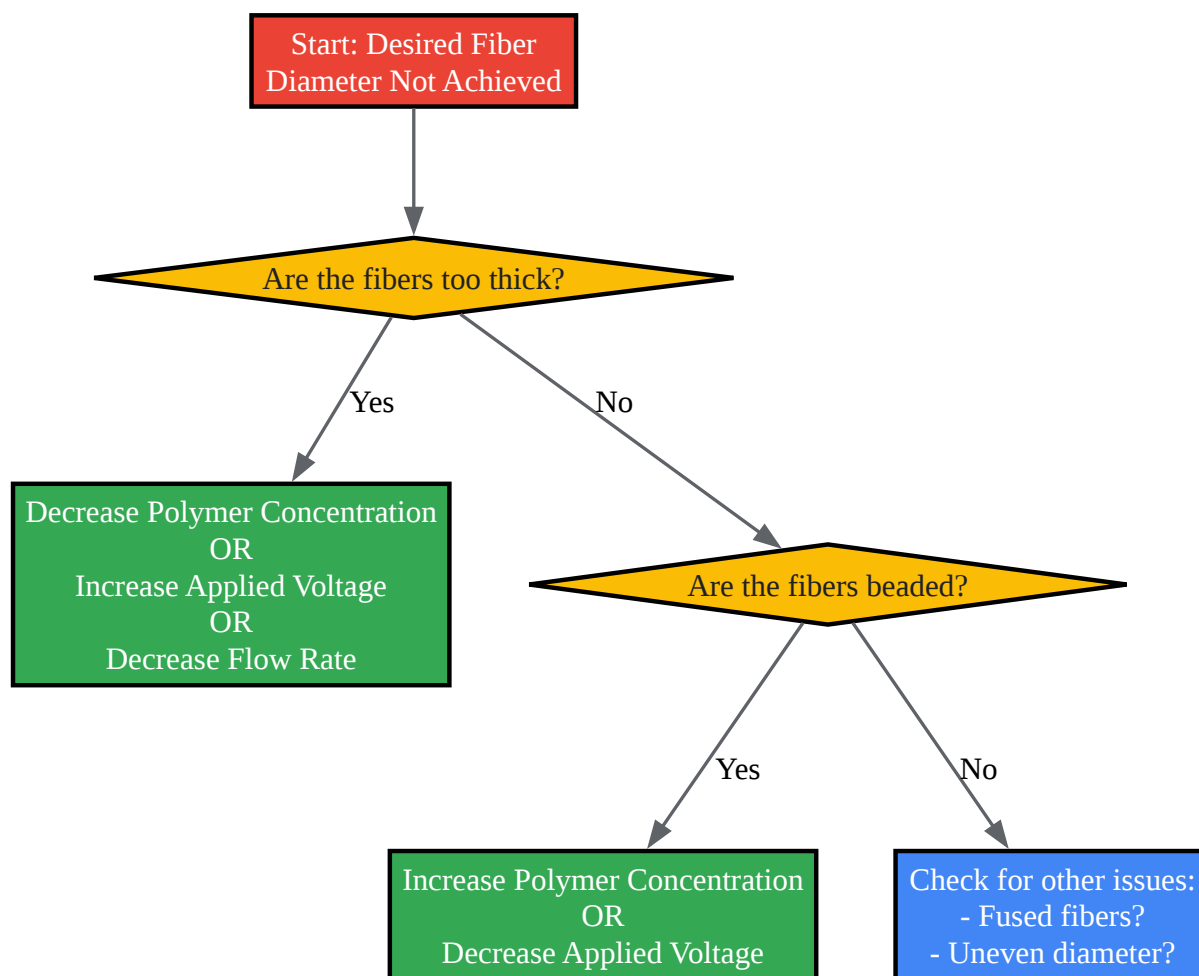 Start: Desired Fiber
Diameter Not Achieved
Are the fibers too thick?
Yes
No
Decrease Polymer Concentration
OR
Increase Applied Voltage
OR
Decrease Flow Rate
Are the fibers beaded?
Yes
No
Increase Polymer Concentration
OR
Decrease Applied Voltage
Check for other issues:
- Fused fibers?
- Uneven diameter?